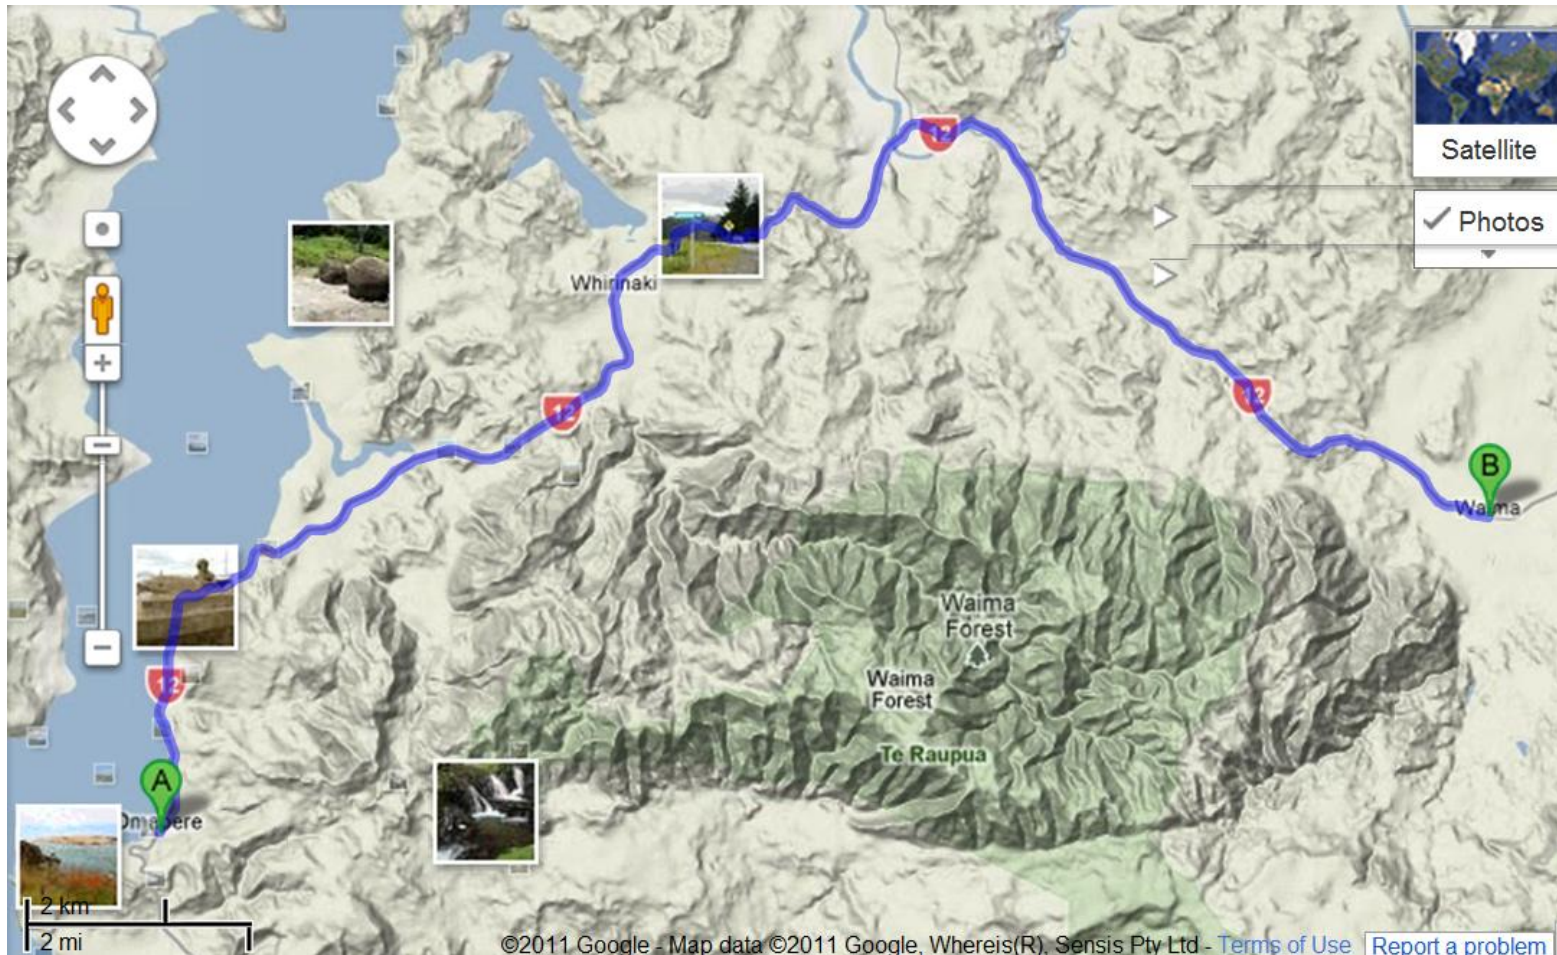 12
Satellite
Photos
Whirinaki
12
12
B
Waima
Waima
Forest
Waima
Forest
12
Te Raupua
A
Omapere
2 km
2 mi
©2011 Google - Map data ©2011 Google, Whereis(R), Sensis Pty Ltd - Terms of Use
Report a problem